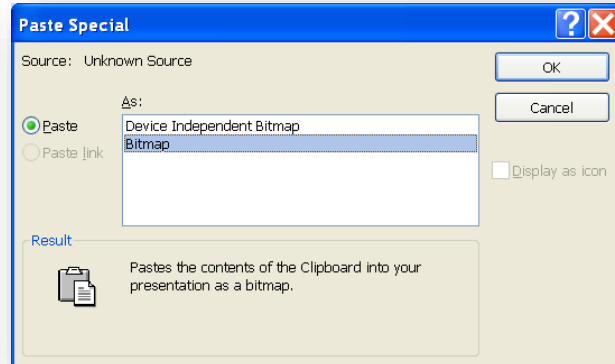 Paste Special
Source: Unknown Source
OK
As:
Cancel
Paste
Device Independent Bitmap
Bitmap
Paste link
Display as icon
Result
Pastes the contents of the Clipboard into your
presentation as a bitmap.